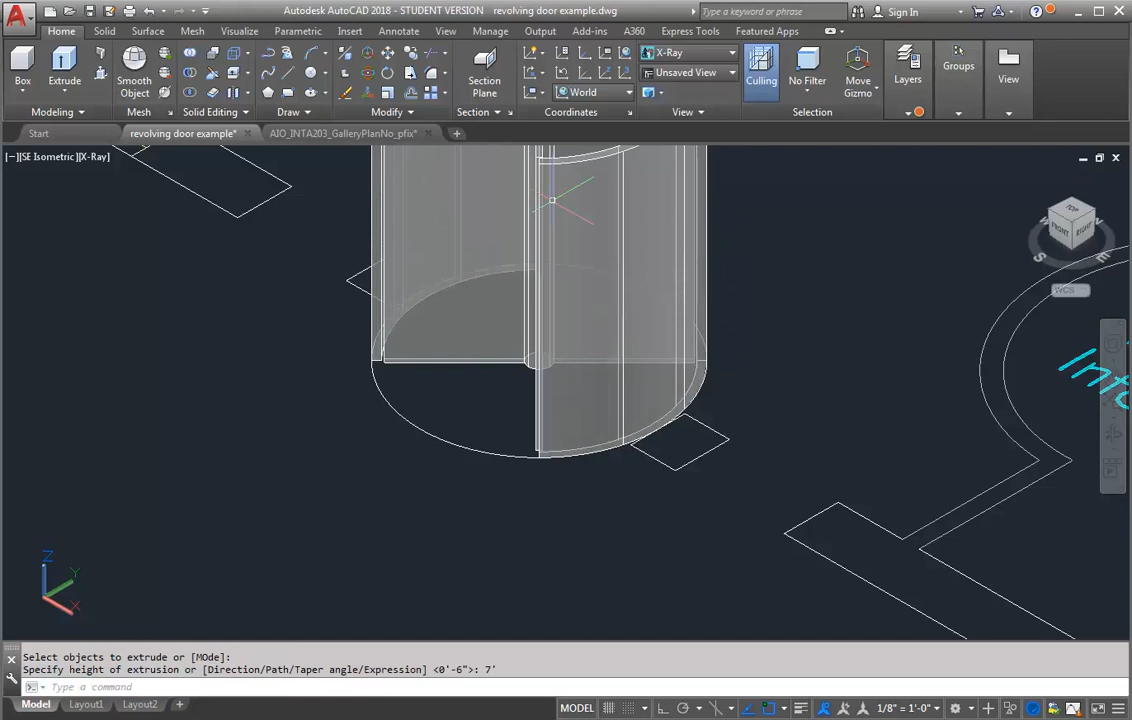 Autodesk AutoCAD 2018 - STUDENT VERSION revolving door example.dwg
Type a keyword or phrase
Sign In
Home Solid Surface Mesh Visualize Parametric Insert Annotate View Manage Output Add-ins A360 Express Tools Featured Apps
Box
Extrude
Smooth Object
Section Plane
X-Ray
Unsaved View
World
Culling
No Filter
Move Gizmo
Layers
Groups
View
Modeling
Mesh
Solid Editing
Draw
Modify
Section
Coordinates
View
Selection
Start
revolving door example*
AIO_INTA203_GalleryPlanNo_pfix*
[−][SE Isometric][X-Ray]
TOP
FRONT
RIGHT
W
N
S
E
WCS
Z
Y
X
Select objects to extrude or [MOde]:
Specify height of extrusion or [Direction/Path/Taper angle/Expression] <0'-6">: 7'
Type a command
Model Layout1 Layout2
MODEL
1/8" = 1'-0"